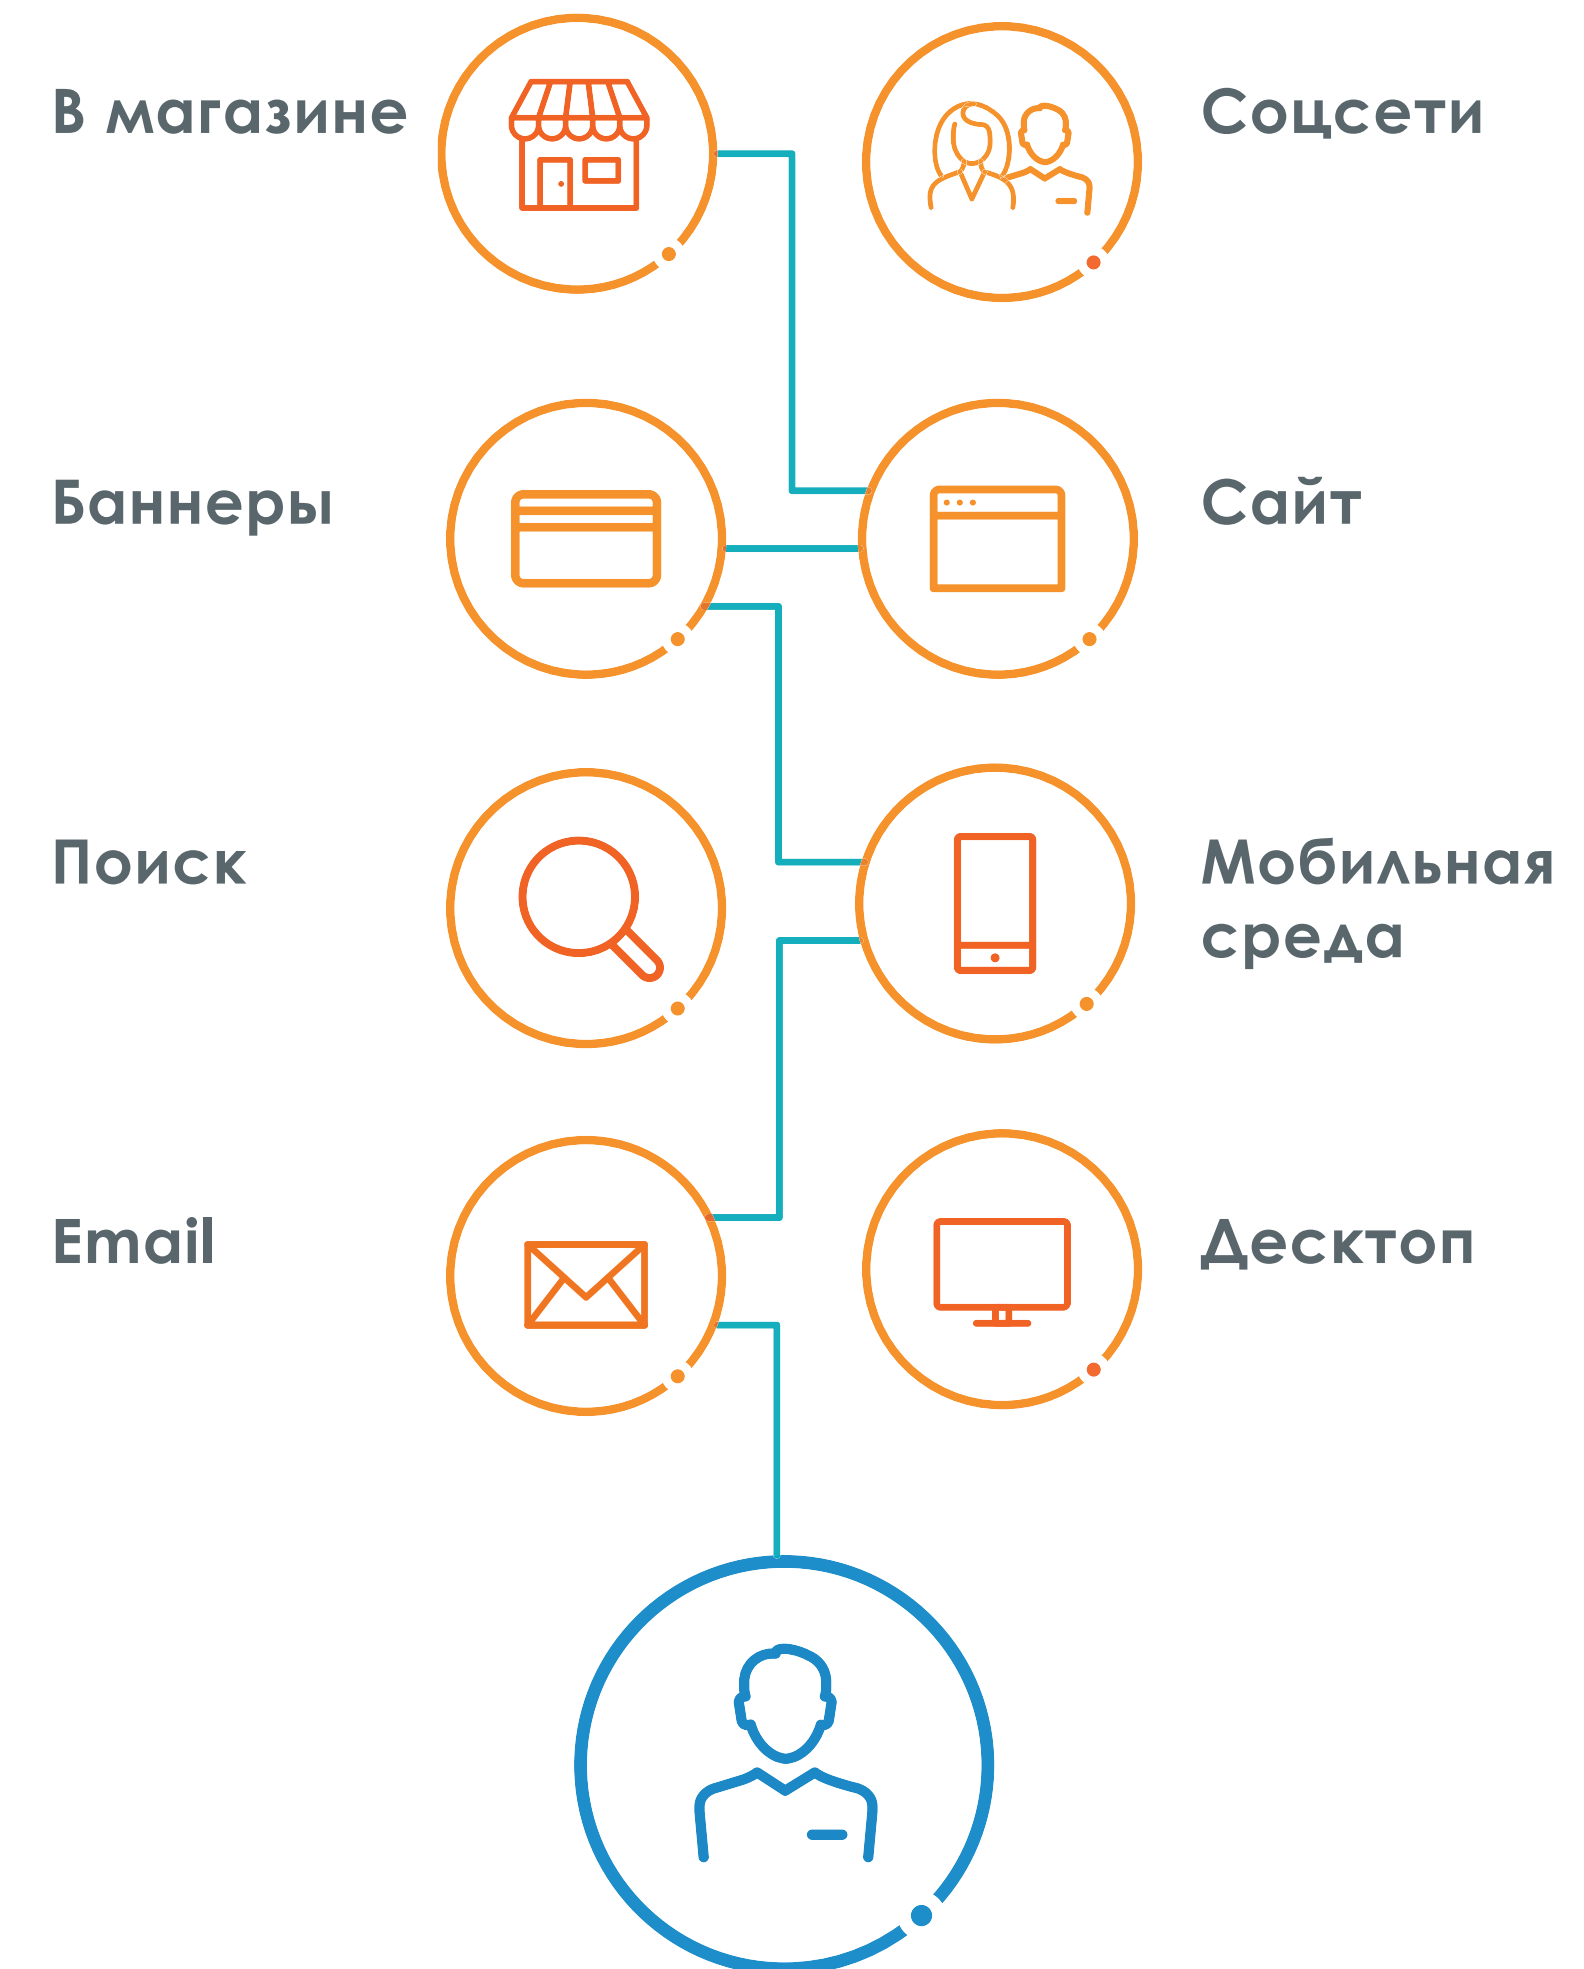 В магазине
Соцсети
Баннеры
Сайт
Поиск
Мобильная
среда
Email
Десктоп